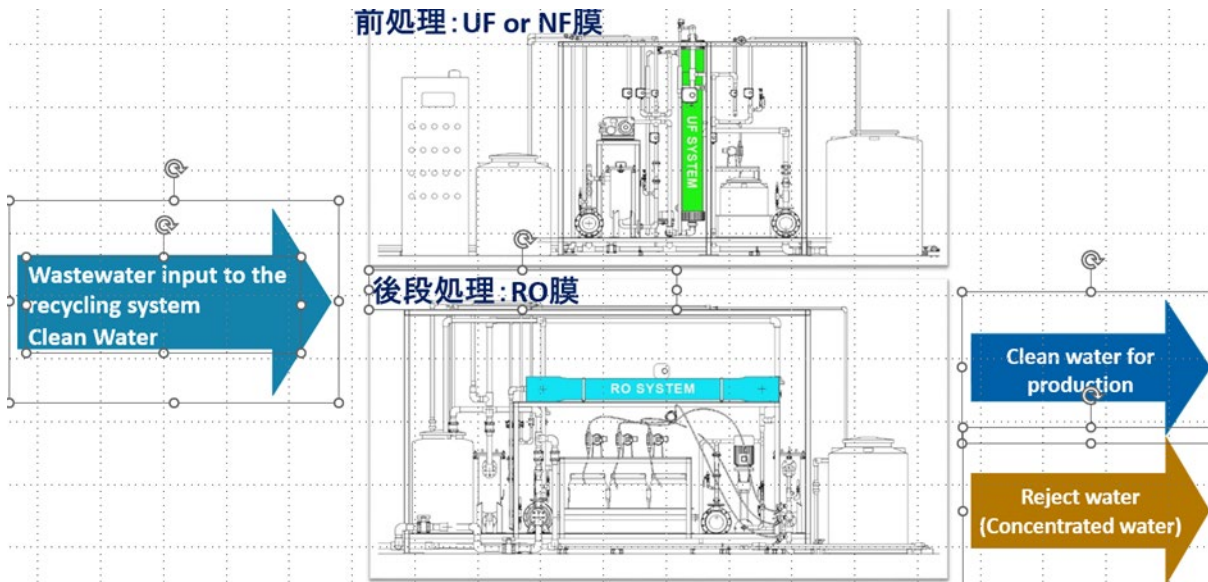 前処理：UF or NF膜
UF SYSTEM
Wastewater input to the
recycling system
Clean Water
後段処理：RO膜
RO SYSTEM
Clean water for
production
Reject water
(Concentrated water)